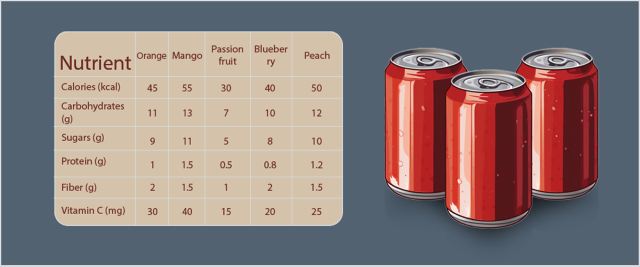 Nutrient Orange Mango Passion fruit Blueber ry Peach
Calories (kcal) 45 55 30 40 50
Carbohydrates (g) 11 13 7 10 12
Sugars (g) 9 11 5 8 10
Protein (g) 1 1.5 0.5 0.8 1.2
Fiber (g) 2 1.5 1 2 1.5
Vitamin C (mg) 30 40 15 20 25